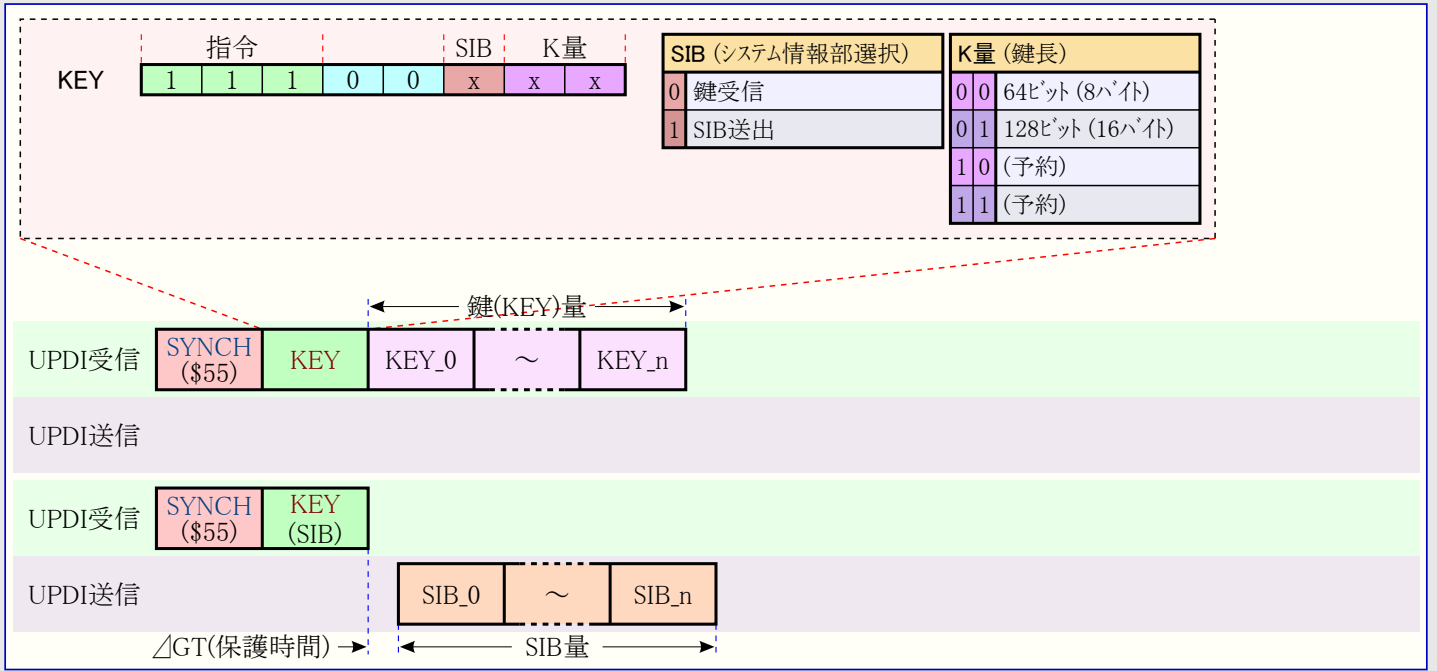 指令 SIB K量
KEY 1 1 1 0 0 x x x
SIB (システム情報部選択)
0 鍵受信
1 SIB送出
K量 (鍵長)
0 0 64ビット (8バイト)
0 1 128ビット (16バイト)
1 0 (予約)
1 1 (予約)
鍵(KEY)量
UPDI受信 SYNCH ($55) KEY KEY_0 ～ KEY_n
UPDI送信
UPDI受信 SYNCH ($55) KEY (SIB)
UPDI送信 SIB_0 ～ SIB_n
⊿GT(保護時間) SIB量